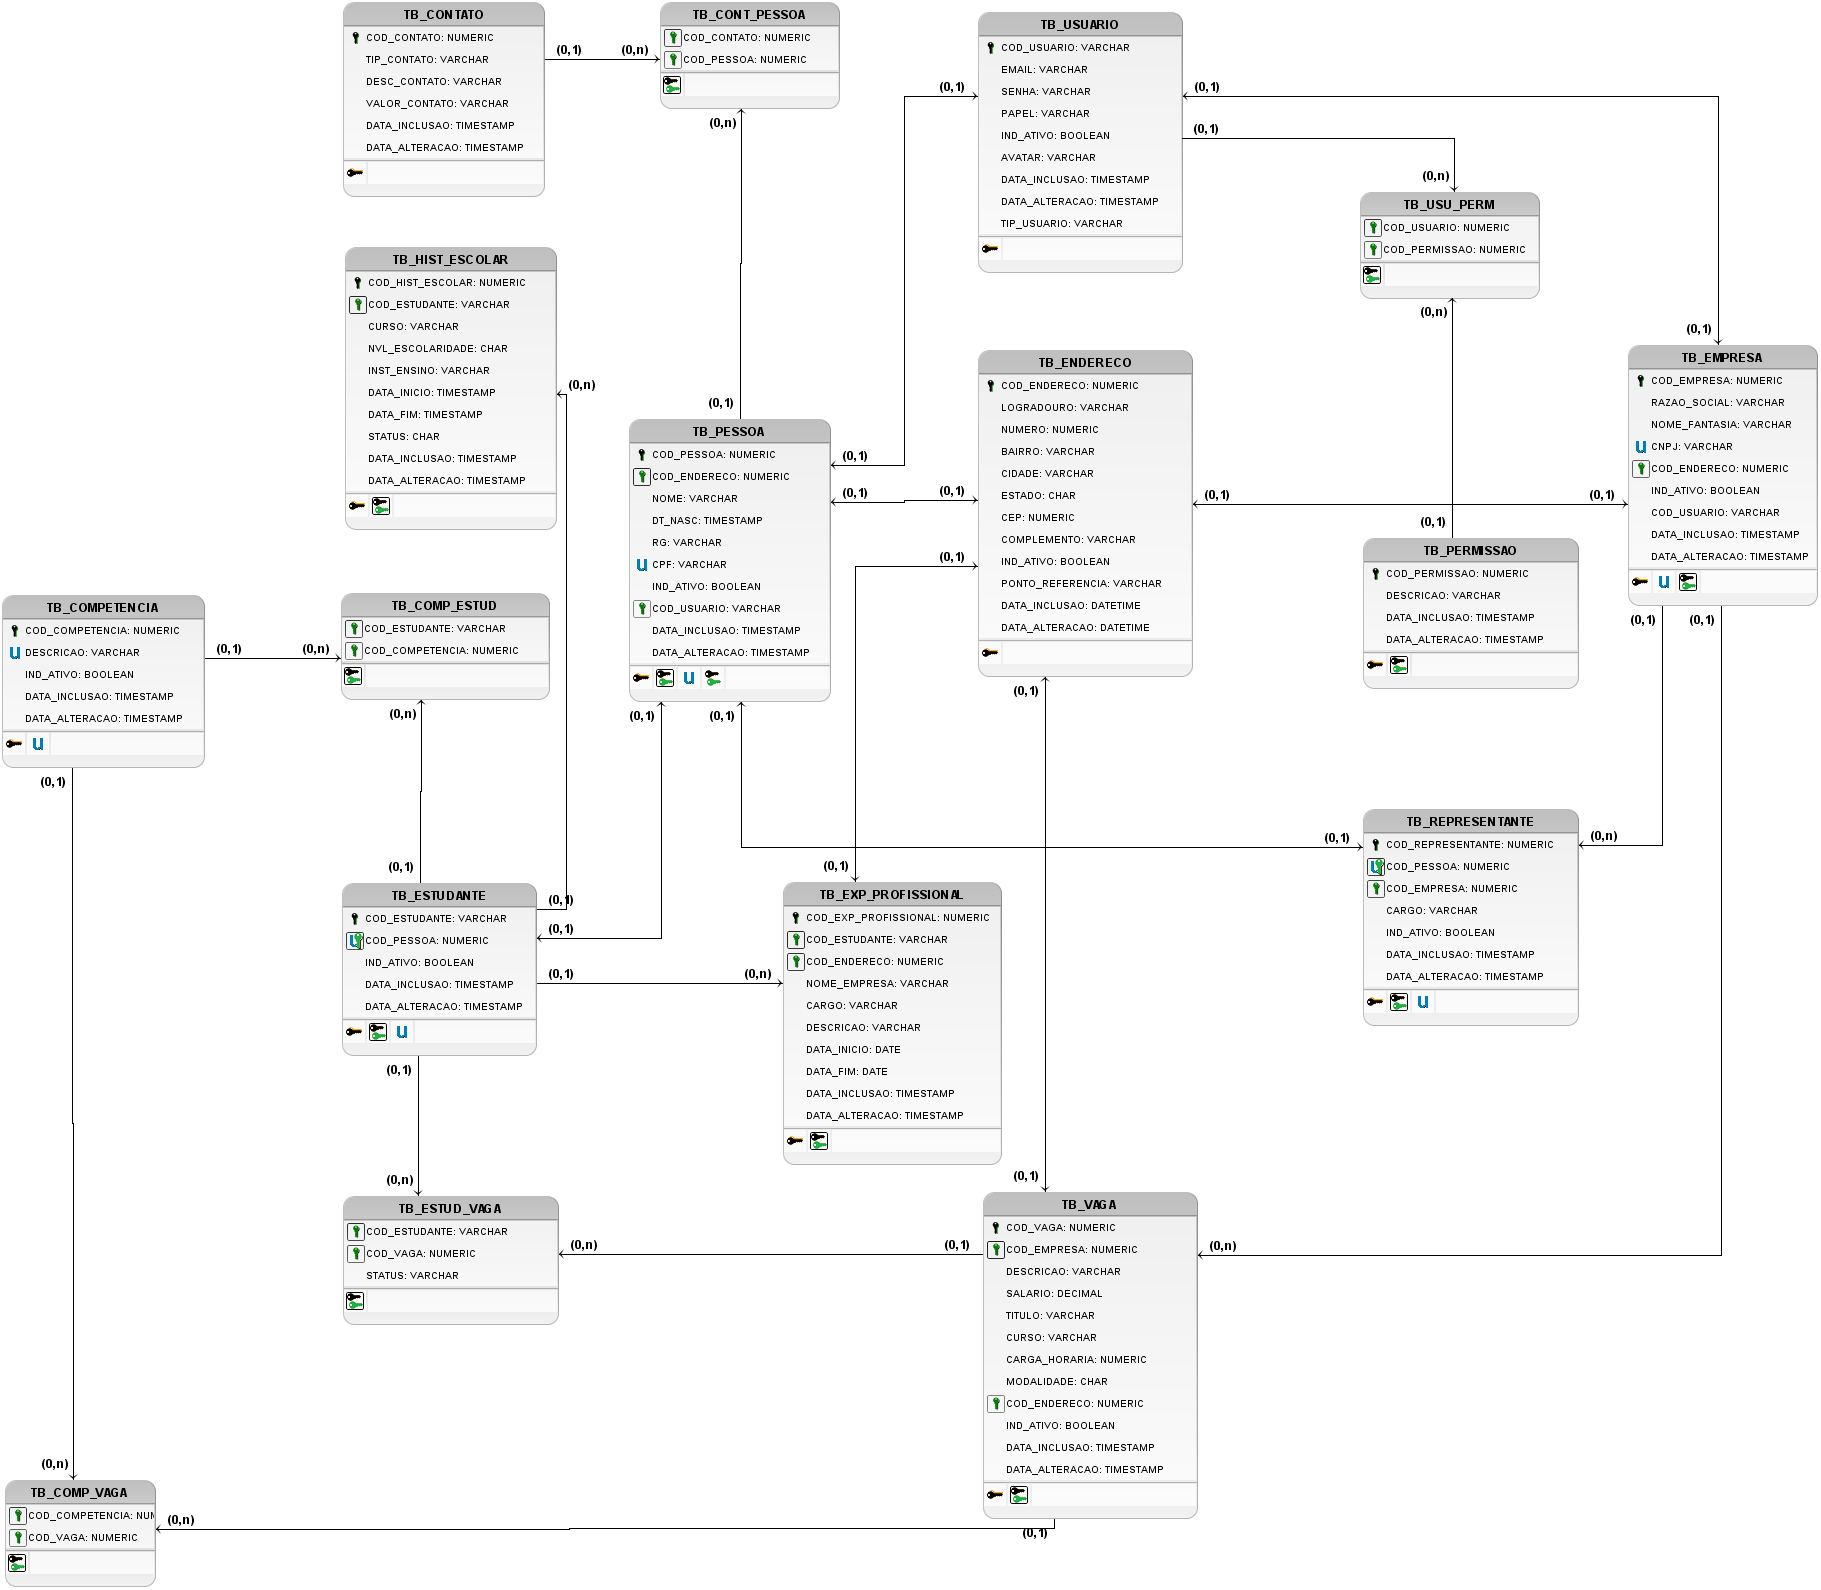 TB_CONTATO
COD_CONTATO: NUMERIC
TIP_CONTATO: VARCHAR
DESC_CONTATO: VARCHAR
VALOR_CONTATO: VARCHAR
DATA_INCLUSAO: TIMESTAMP
DATA_ALTERACAO: TIMESTAMP
(0,1)
(0,n)
TB_CONT_PESSOA
COD_CONTATO: NUMERIC
COD_PESSOA: NUMERIC
(0,n)
(0,1)
TB_USUARIO
COD_USUARIO: VARCHAR
EMAIL: VARCHAR
SENHA: VARCHAR
PAPEL: VARCHAR
IND_ATIVO: BOOLEAN
AVATAR: VARCHAR
DATA_INCLUSAO: TIMESTAMP
DATA_ALTERACAO: TIMESTAMP
TIP_USUARIO: VARCHAR
(0,1)
(0,1)
(0,1)
(0,n)
TB_USU_PERM
COD_USUARIO: NUMERIC
COD_PERMISSAO: NUMERIC
(0,n)
(0,1)
TB_HIST_ESCOLAR
COD_HIST_ESCOLAR: NUMERIC
COD_ESTUDANTE: VARCHAR
CURSO: VARCHAR
NVL_ESCOLARIDADE: CHAR
INST_ENSINO: VARCHAR
DATA_INICIO: TIMESTAMP
DATA_FIM: TIMESTAMP
STATUS: CHAR
DATA_INCLUSAO: TIMESTAMP
DATA_ALTERACAO: TIMESTAMP
(0,n)
TB_PESSOA
COD_PESSOA: NUMERIC
COD_ENDERECO: NUMERIC
NOME: VARCHAR
DT_NASC: TIMESTAMP
RG: VARCHAR
U CPF: VARCHAR
IND_ATIVO: BOOLEAN
COD_USUARIO: VARCHAR
DATA_INCLUSAO: TIMESTAMP
DATA_ALTERACAO: TIMESTAMP
U
(0,1)
(0,1)
(0,1)
(0,1)
(0,1)
(0,1)
TB_ENDERECO
COD_ENDERECO: NUMERIC
LOGRADOURO: VARCHAR
NUMERO: NUMERIC
BAIRRO: VARCHAR
CIDADE: VARCHAR
ESTADO: CHAR
CEP: NUMERIC
COMPLEMENTO: VARCHAR
IND_ATIVO: BOOLEAN
PONTO_REFERENCIA: VARCHAR
DATA_INCLUSAO: DATETIME
DATA_ALTERACAO: DATETIME
(0,1)
(0,1)
(0,1)
TB_EMPRESA
COD_EMPRESA: NUMERIC
RAZAO_SOCIAL: VARCHAR
NOME_FANTASIA: VARCHAR
U CNPJ: VARCHAR
COD_ENDERECO: NUMERIC
IND_ATIVO: BOOLEAN
COD_USUARIO: VARCHAR
DATA_INCLUSAO: TIMESTAMP
DATA_ALTERACAO: TIMESTAMP
U
(0,1)
(0,1)
(0,1)
TB_PERMISSAO
COD_PERMISSAO: NUMERIC
DESCRICAO: VARCHAR
DATA_INCLUSAO: TIMESTAMP
DATA_ALTERACAO: TIMESTAMP
TB_COMPETENCIA
COD_COMPETENCIA: NUMERIC
U DESCRICAO: VARCHAR
IND_ATIVO: BOOLEAN
DATA_INCLUSAO: TIMESTAMP
DATA_ALTERACAO: TIMESTAMP
U
(0,1)
(0,n)
(0,1)
TB_COMP_ESTUD
COD_ESTUDANTE: VARCHAR
COD_COMPETENCIA: NUMERIC
(0,n)
(0,1)
TB_ESTUDANTE
COD_ESTUDANTE: VARCHAR
COD_PESSOA: NUMERIC
IND_ATIVO: BOOLEAN
DATA_INCLUSAO: TIMESTAMP
DATA_ALTERACAO: TIMESTAMP
U
(0,1)
(0,1)
(0,1)
(0,n)
(0,1)
(0,n)
TB_EXP_PROFISSIONAL
COD_EXP_PROFISSIONAL: NUMERIC
COD_ESTUDANTE: VARCHAR
COD_ENDERECO: NUMERIC
NOME_EMPRESA: VARCHAR
CARGO: VARCHAR
DESCRICAO: VARCHAR
DATA_INICIO: DATE
DATA_FIM: DATE
DATA_INCLUSAO: TIMESTAMP
DATA_ALTERACAO: TIMESTAMP
(0,1)
(0,1)
(0,n)
TB_REPRESENTANTE
COD_REPRESENTANTE: NUMERIC
COD_PESSOA: NUMERIC
COD_EMPRESA: NUMERIC
CARGO: VARCHAR
IND_ATIVO: BOOLEAN
DATA_INCLUSAO: TIMESTAMP
DATA_ALTERACAO: TIMESTAMP
U
TB_ESTUD_VAGA
COD_ESTUDANTE: VARCHAR
COD_VAGA: NUMERIC
STATUS: VARCHAR
(0,n)
(0,1)
(0,1)
TB_VAGA
COD_VAGA: NUMERIC
COD_EMPRESA: NUMERIC
DESCRICAO: VARCHAR
SALARIO: DECIMAL
TITULO: VARCHAR
CURSO: VARCHAR
CARGA_HORARIA: NUMERIC
MODALIDADE: CHAR
COD_ENDERECO: NUMERIC
IND_ATIVO: BOOLEAN
DATA_INCLUSAO: TIMESTAMP
DATA_ALTERACAO: TIMESTAMP
(0,n)
(0,1)
(0,n)
TB_COMP_VAGA
COD_COMPETENCIA: NUM
COD_VAGA: NUMERIC
(0,n)